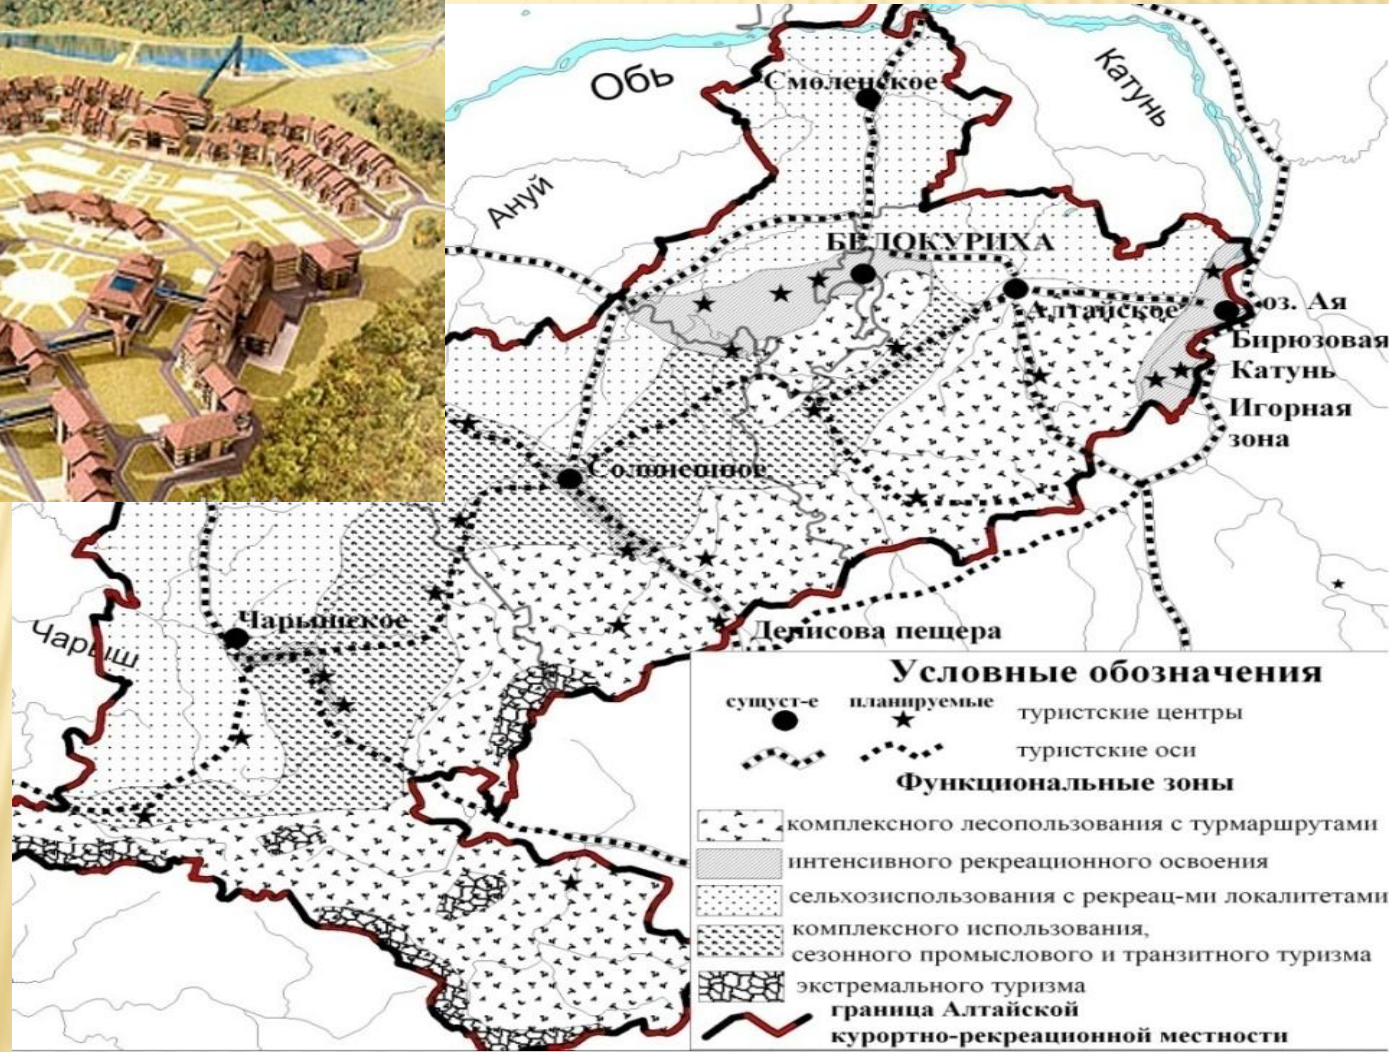 Обь
Катунь
Смоленское
Ануй
БЕЛОКУРИХА
Алтайское
оз. Ая
Бирюзовая
Катунь
Игорная
зона
Солонешное
Чарышское
Чарыш
Денисова пещера
Условные обозначения
сущуст-е планируемые
туристские центры
туристские оси
Функциональные зоны
комплексного лесопользования с турмаршрутами
интенсивного рекреационного освоения
сельхозиспользования с рекреац-ми локалитетами
комплексного использования,
сезонного промыслового и транзитного туризма
экстремального туризма
граница Алтайской
курортно-рекреационной местности